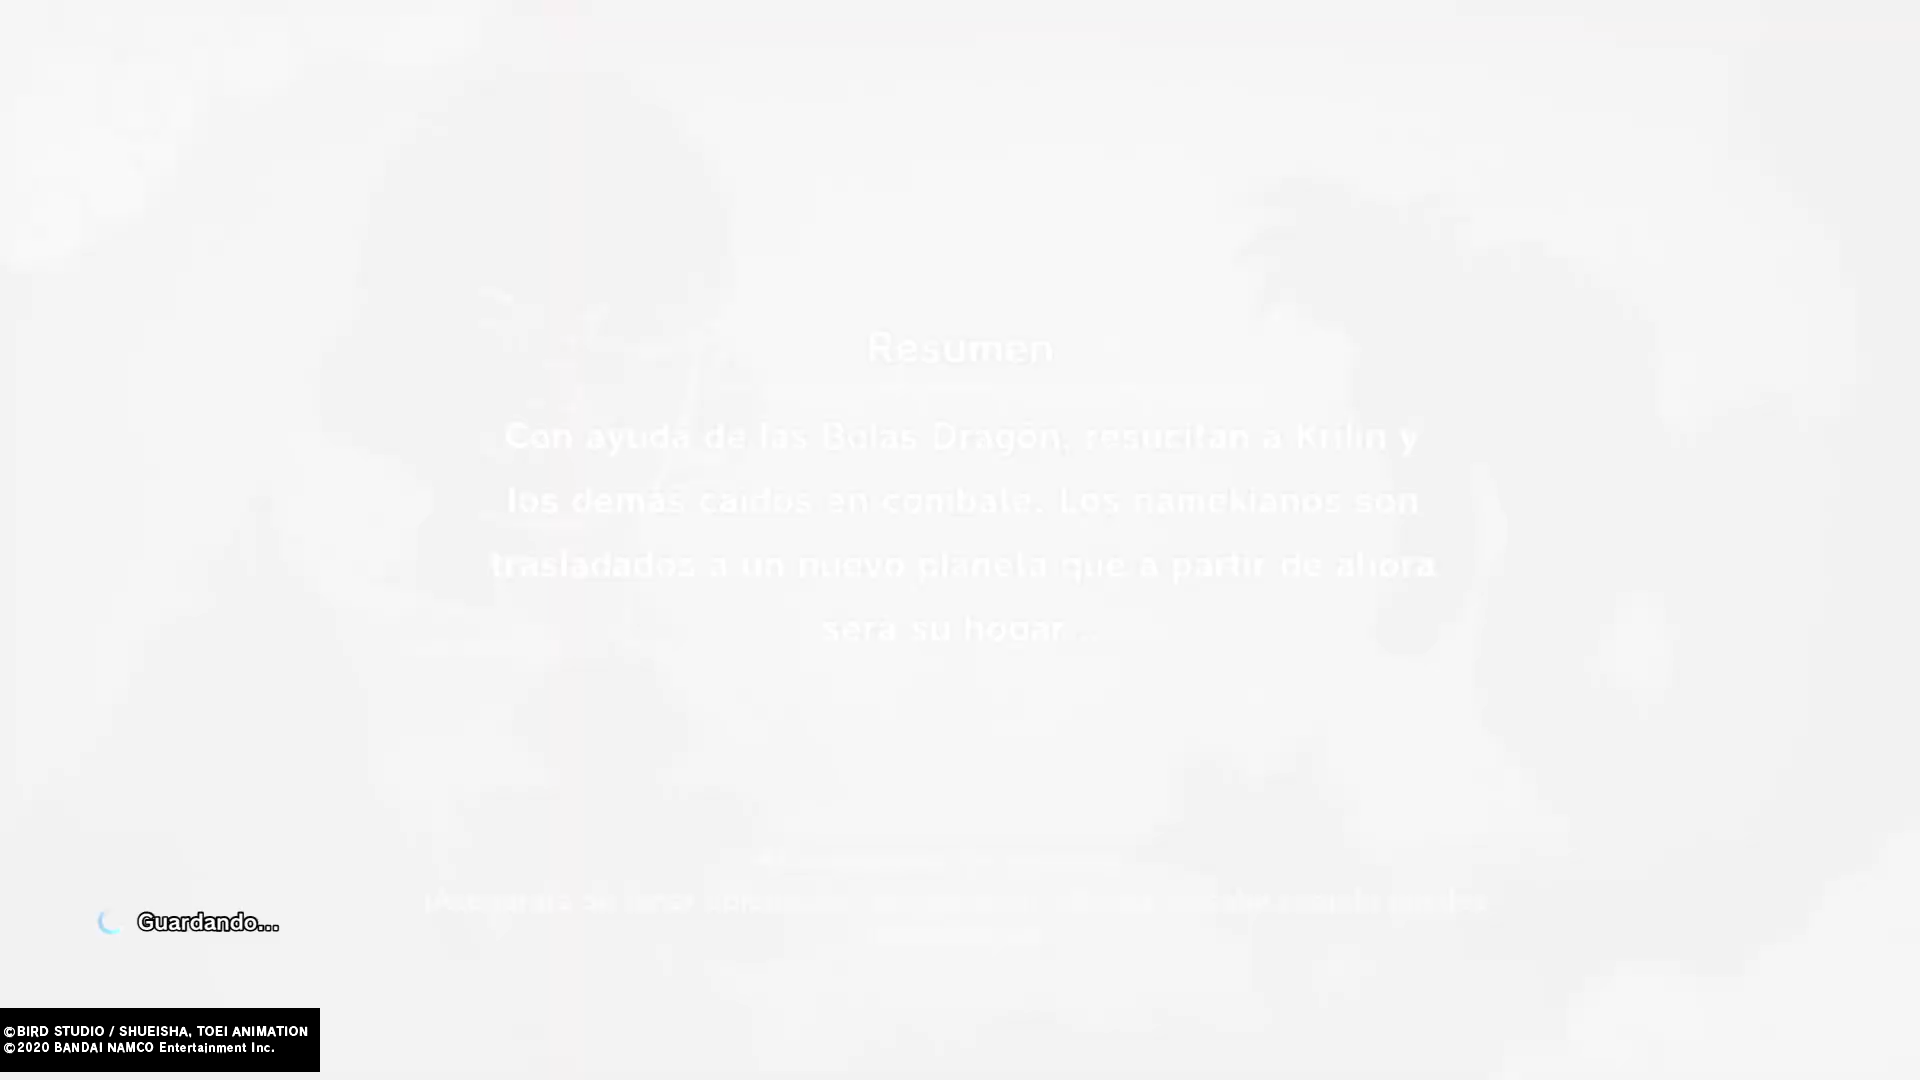 Resumen
Con ayuda de las Bolas Dragón, resucitan a Krilin y
los demás caídos en combate. Los namekianos son
trasladados a un nuevo planeta que a partir de ahora
será su hogar...
Guardando...
©BIRD STUDIO / SHUEISHA, TOEI ANIMATION
©2020 BANDAI NAMCO Entertainment Inc.